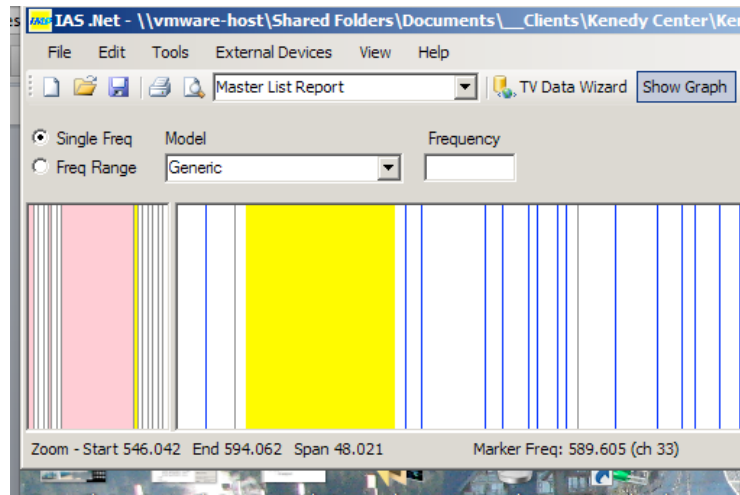 es IAS .Net - \\vmware-host\Shared Folders\Documents\__Clients\Kenedy Center\Ker
File Edit Tools External Devices View Help
Master List Report TV Data Wizard Show Graph
Single Freq Model Frequency
Freq Range Generic
Zoom - Start 546.042 End 594.062 Span 48.021 Marker Freq: 589.605 (ch 33)